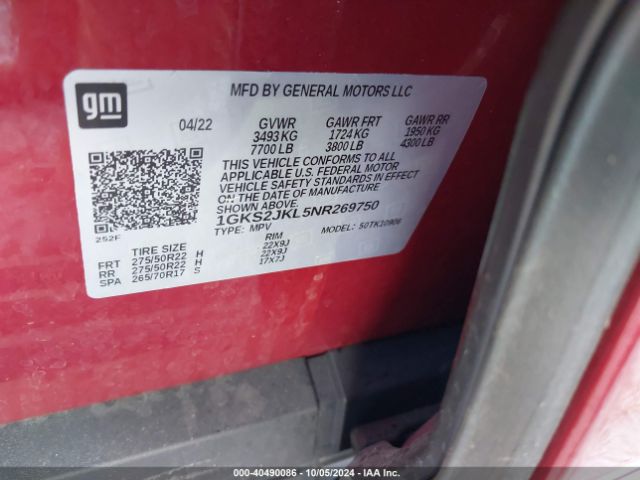 gm
MFD BY GENERAL MOTORS LLC
04/22 GVWR GAWR FRT GAWR RR
3493 KG 1724 KG 1950 KG
7700 LB 3800 LB 4300 LB
THIS VEHICLE CONFORMS TO ALL
APPLICABLE U.S. FEDERAL MOTOR
VEHICLE SAFETY STANDARDS IN EFFECT
ON THE DATE OF MANUFACTURE
SHOWN ABOVE.
1GKS2JKL5NR269750
TYPE: MPV MODEL: 50TK10906
252F
TIRE SIZE RIM
FRT 275/50R22 H 22X9J
RR 275/50R22 H 22X9J
SPA 265/70R17 S 17X7J
000-40490086 - 10/05/2024 - IAA Inc.